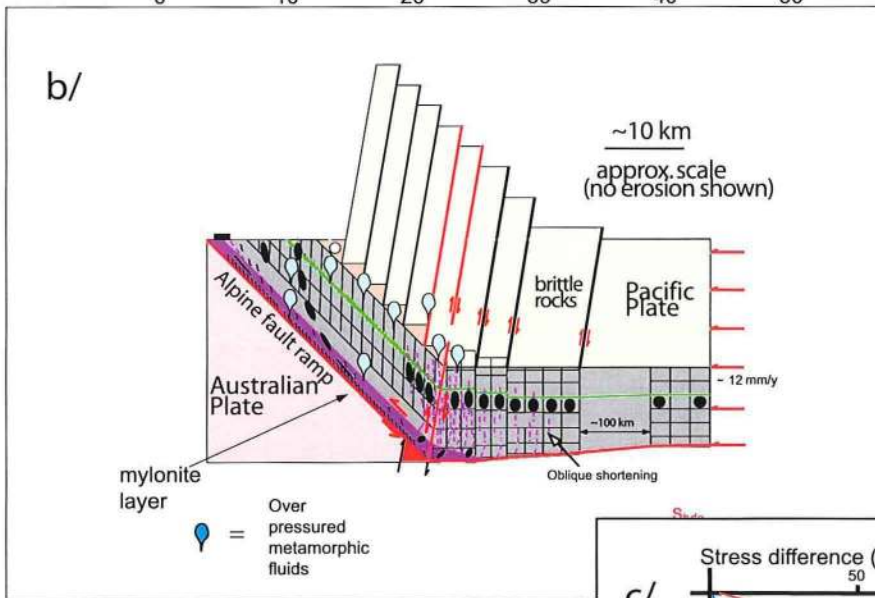 b/
~10 km
approx.scale
(no erosion shown)
brittle
rocks
Pacific
Plate
Alpine fault ramp
Australian
Plate
~ 12 mm/y
~100 km
Oblique shortening
mylonite
layer
=
Over
pressured
metamorphic
fluids
Stress difference (
50
c/